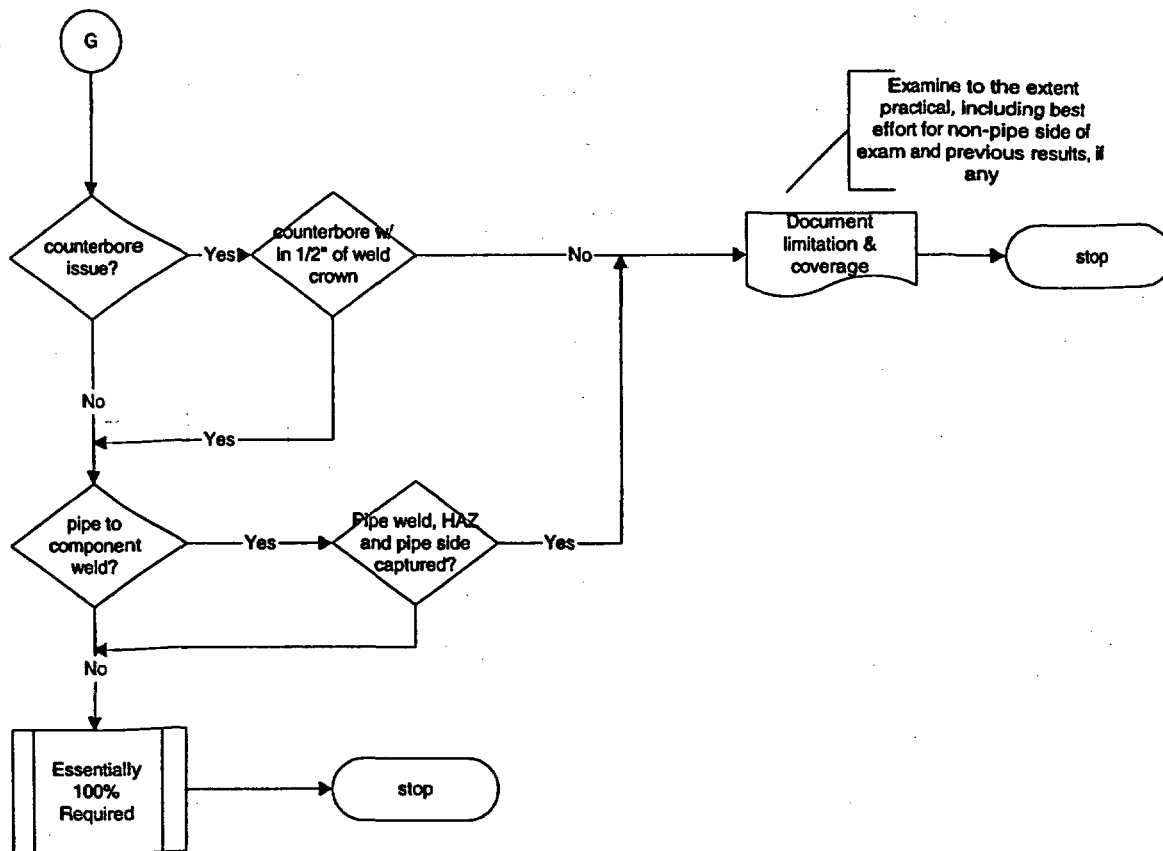 G
Examine to the extent
practical, including best
effort for non-pipe side of
exam and previous results, if
any
counterbore
issue?
Yes
counterbore w/
in 1/2" of weld
crown
No
Document
limitation &
coverage
stop
No
Yes
pipe to
component
weld?
Yes
Pipe weld, HAZ
and pipe side
captured?
Yes
No
Essentially
100%
Required
stop